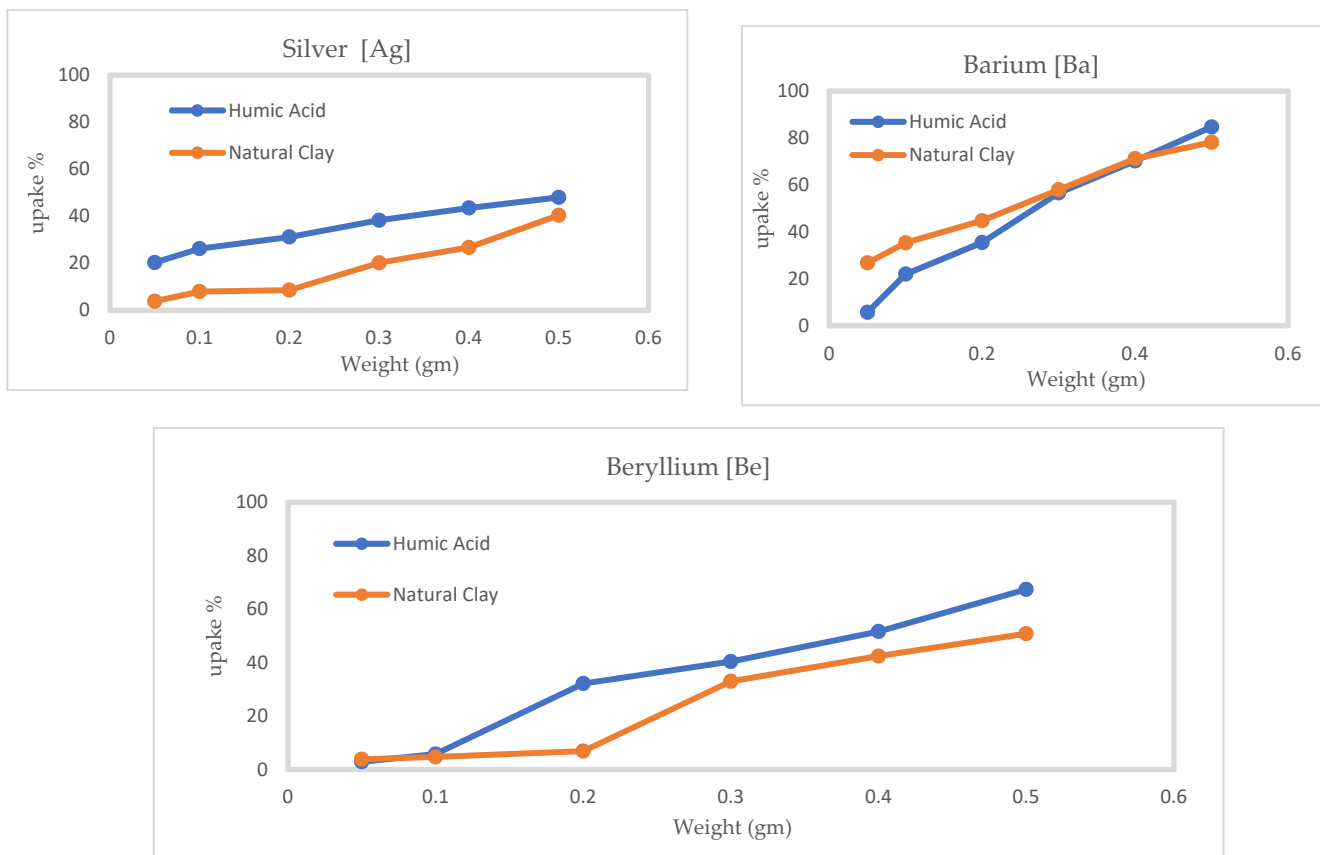 Silver [Ag]
100
80
60
40
20
0
upake %
Humic Acid
Natural Clay
0 0.1 0.2 0.3 0.4 0.5 0.6
Weight (gm)
Barium [Ba]
100
80
60
40
20
0
upake %
Humic Acid
Natural Clay
0 0.2 0.4 0.6
Weight (gm)
Beryllium [Be]
100
80
60
40
20
0
upake %
Humic Acid
Natural Clay
0 0.1 0.2 0.3 0.4 0.5 0.6
Weight (gm)